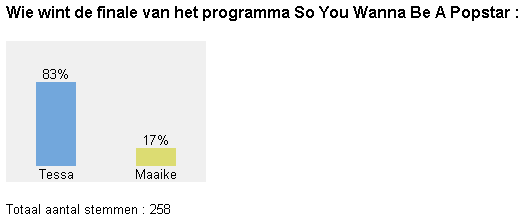 Wie wint de finale van het programma So You Wanna Be A Popstar :
83%
17%
Tessa Maaike
Totaal aantal stemmen : 258